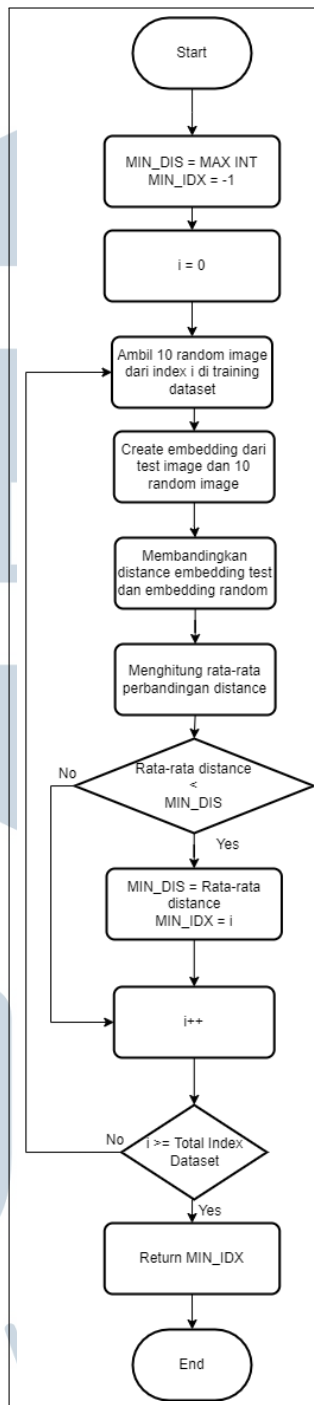 Start
MIN_DIS = MAX INT
MIN_IDX = -1
i = 0
Ambil 10 random image
dari index i di training
dataset
Create embedding dari
test image dan 10
random image
Membandingkan
distance embedding test
dan embedding random
Menghitung rata-rata
perbandingan distance
No
Rata-rata distance
<
MIN_DIS
Yes
MIN_DIS = Rata-rata
distance
MIN_IDX = i
i++
No
i >= Total Index
Dataset
Yes
Return MIN_IDX
End